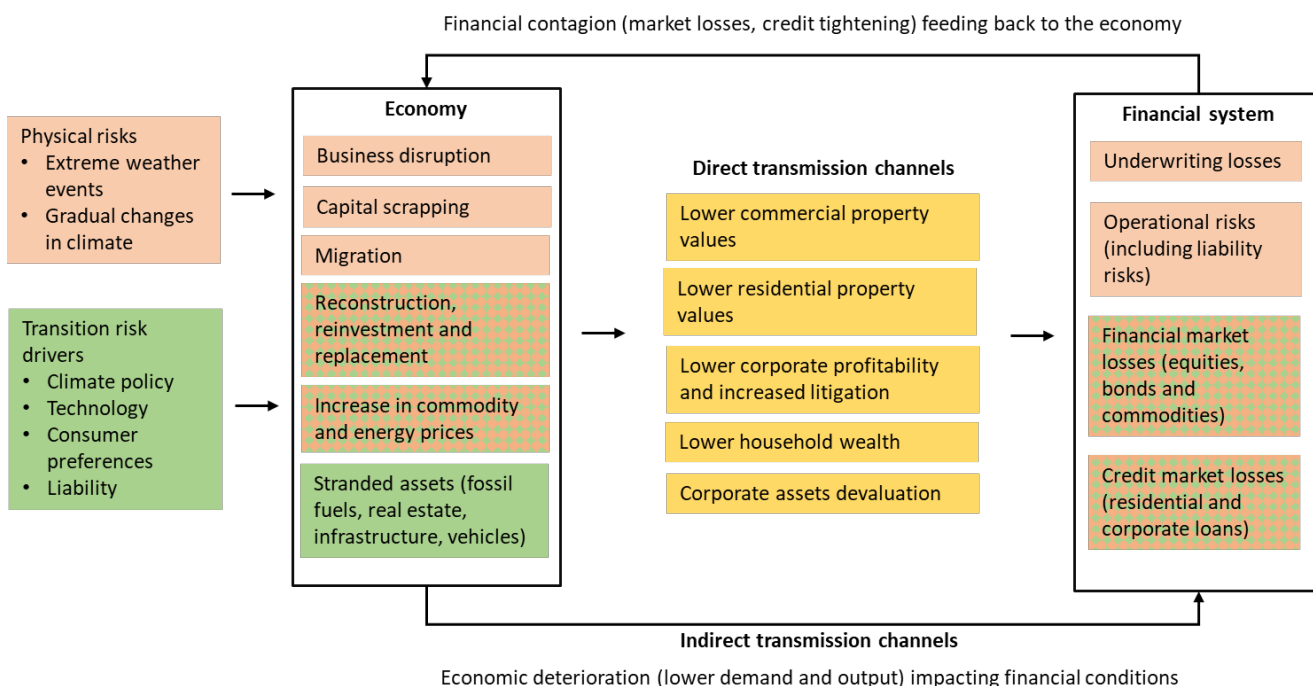 Financial contagion (market losses, credit tightening) feeding back to the economy
Physical risks
• Extreme weather
events
• Gradual changes
in climate
Transition risk
drivers
• Climate policy
• Technology
• Consumer
preferences
• Liability
Economy
Business disruption
Capital scrapping
Migration
Reconstruction,
reinvestment and
replacement
Increase in commodity
and energy prices
Stranded assets (fossil
fuels, real estate,
infrastructure, vehicles)
Direct transmission channels
Lower commercial property
values
Lower residential property
values
Lower corporate profitability
and increased litigation
Lower household wealth
Corporate assets devaluation
Financial system
Underwriting losses
Operational risks
(including liability
risks)
Financial market
losses (equities,
bonds and
commodities)
Credit market losses
(residential and
corporate loans)
Indirect transmission channels
Economic deterioration (lower demand and output) impacting financial conditions